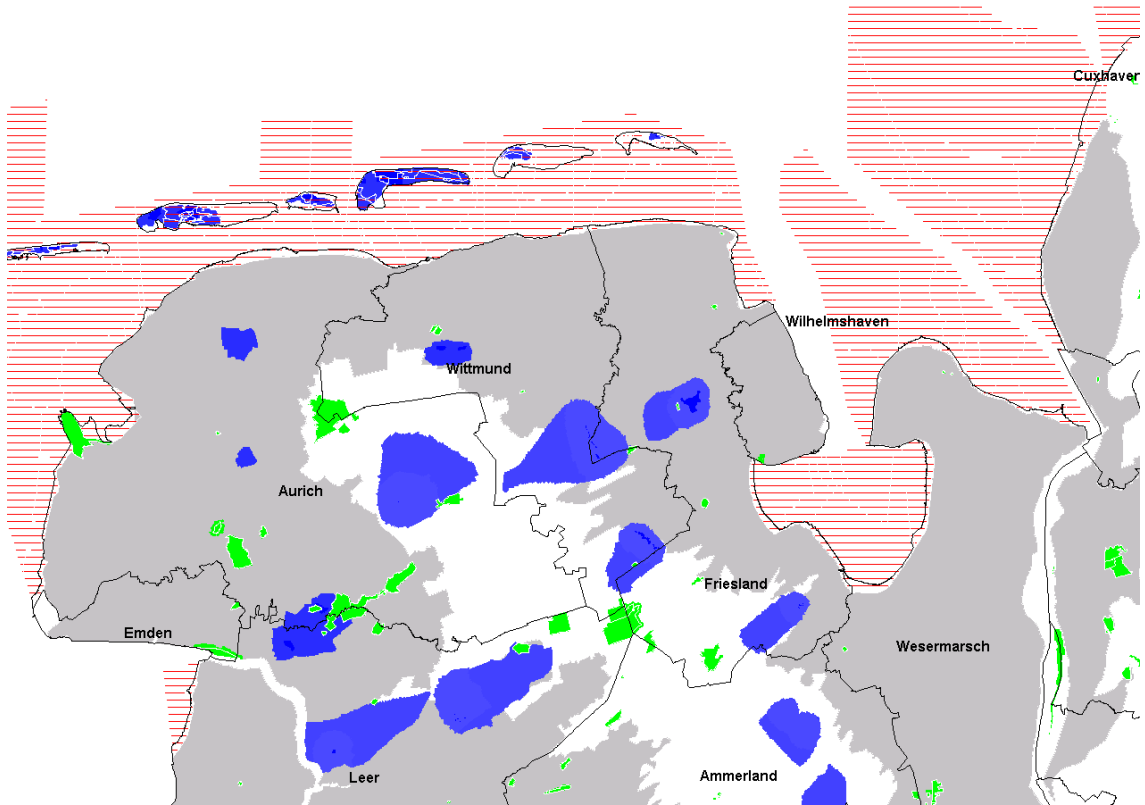 Cuxhaven
Wilhelmshaven
Wittmund
Aurich
Friesland
Emden
Wesermarsch
Leer
Ammerland